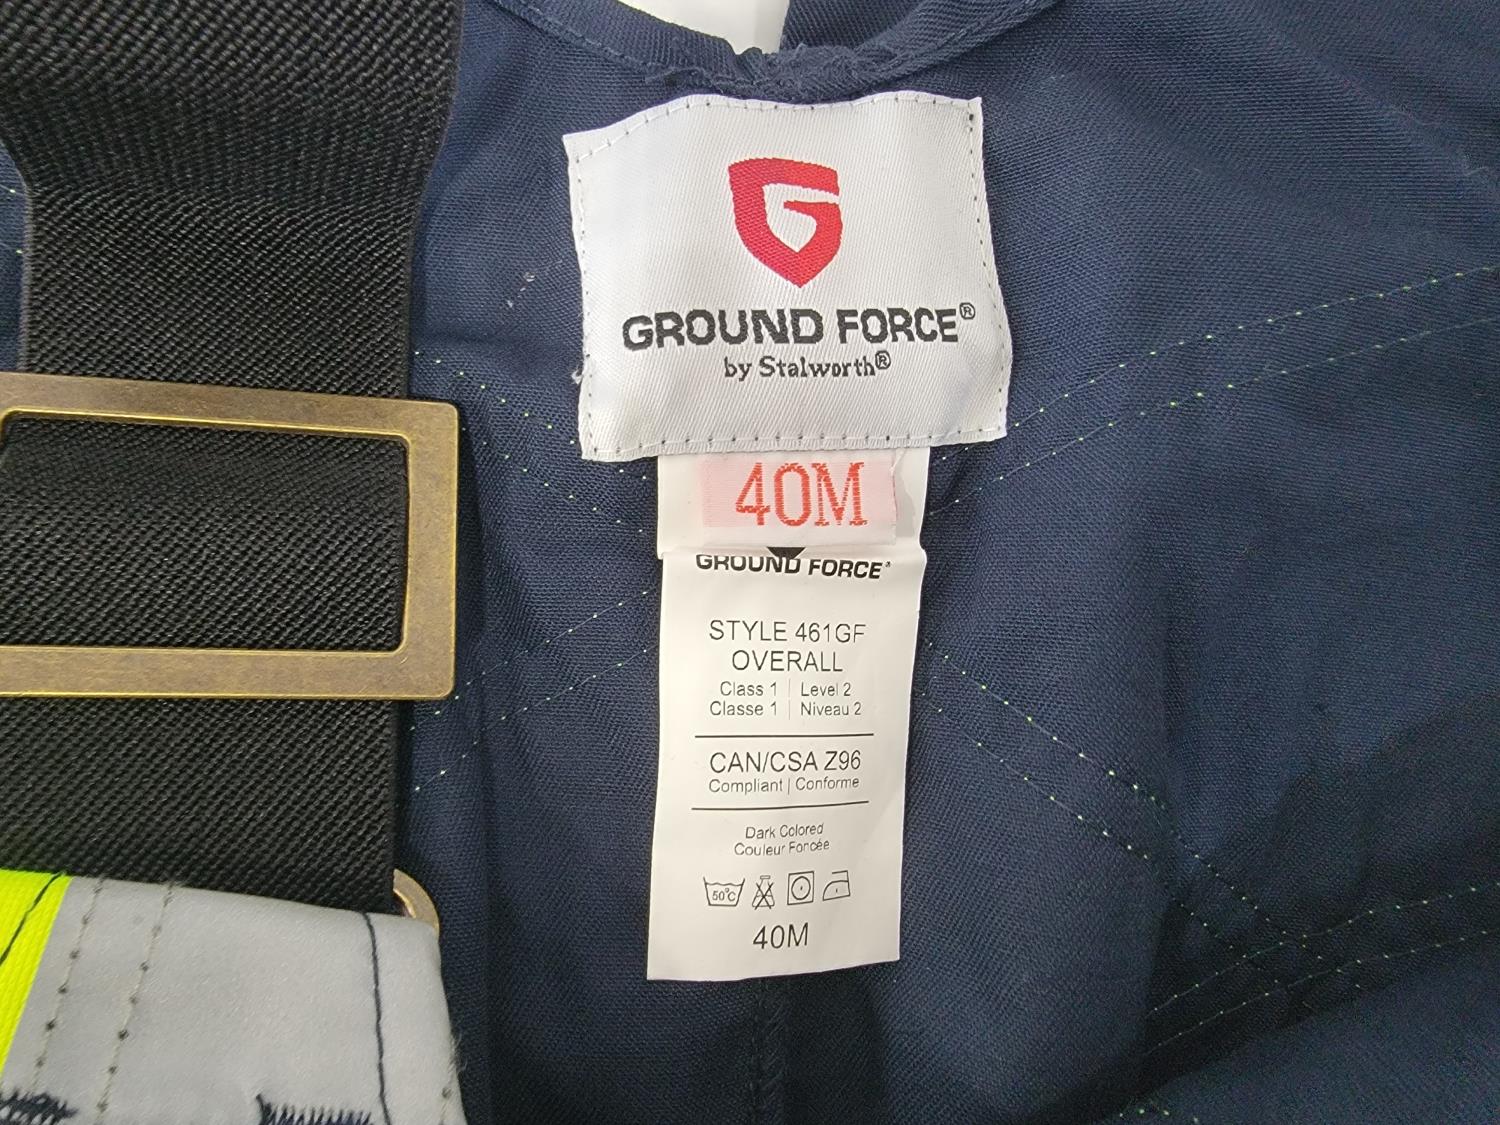 GROUND FORCE®
by Stalworth®
40M
GROUND FORCE®
STYLE 461GF
OVERALL
Class 1 | Level 2
Classe 1 | Niveau 2
CAN/CSA Z96
Compliant | Conforme
Dark Colored
Couleur Foncée
50°C
40M